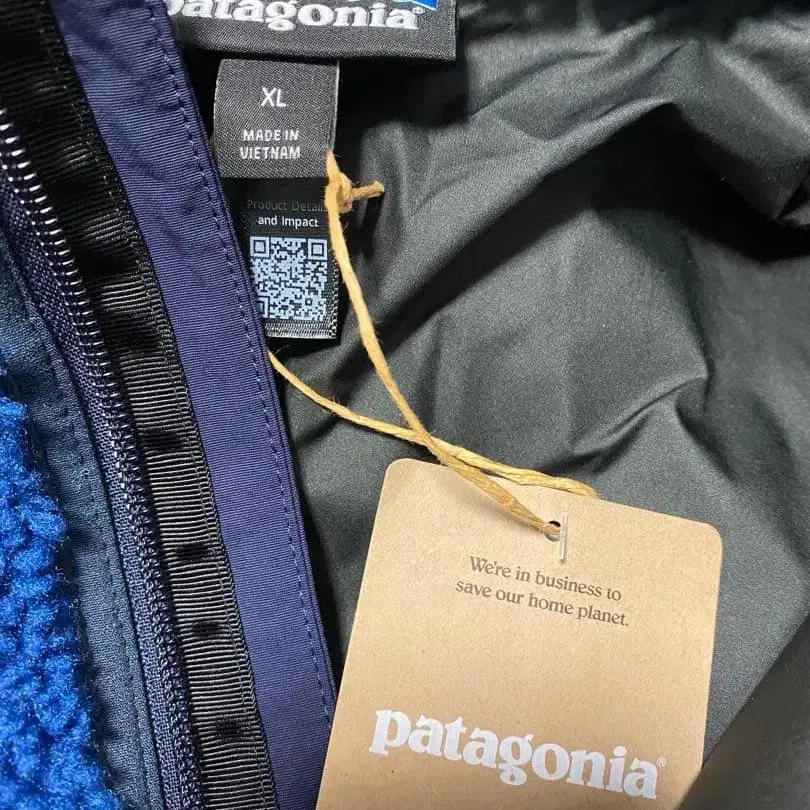 patagonia®
XL
MADE IN
VIETNAM
Product Details
and Impact
We're in business to
save our home planet.
patagonia®